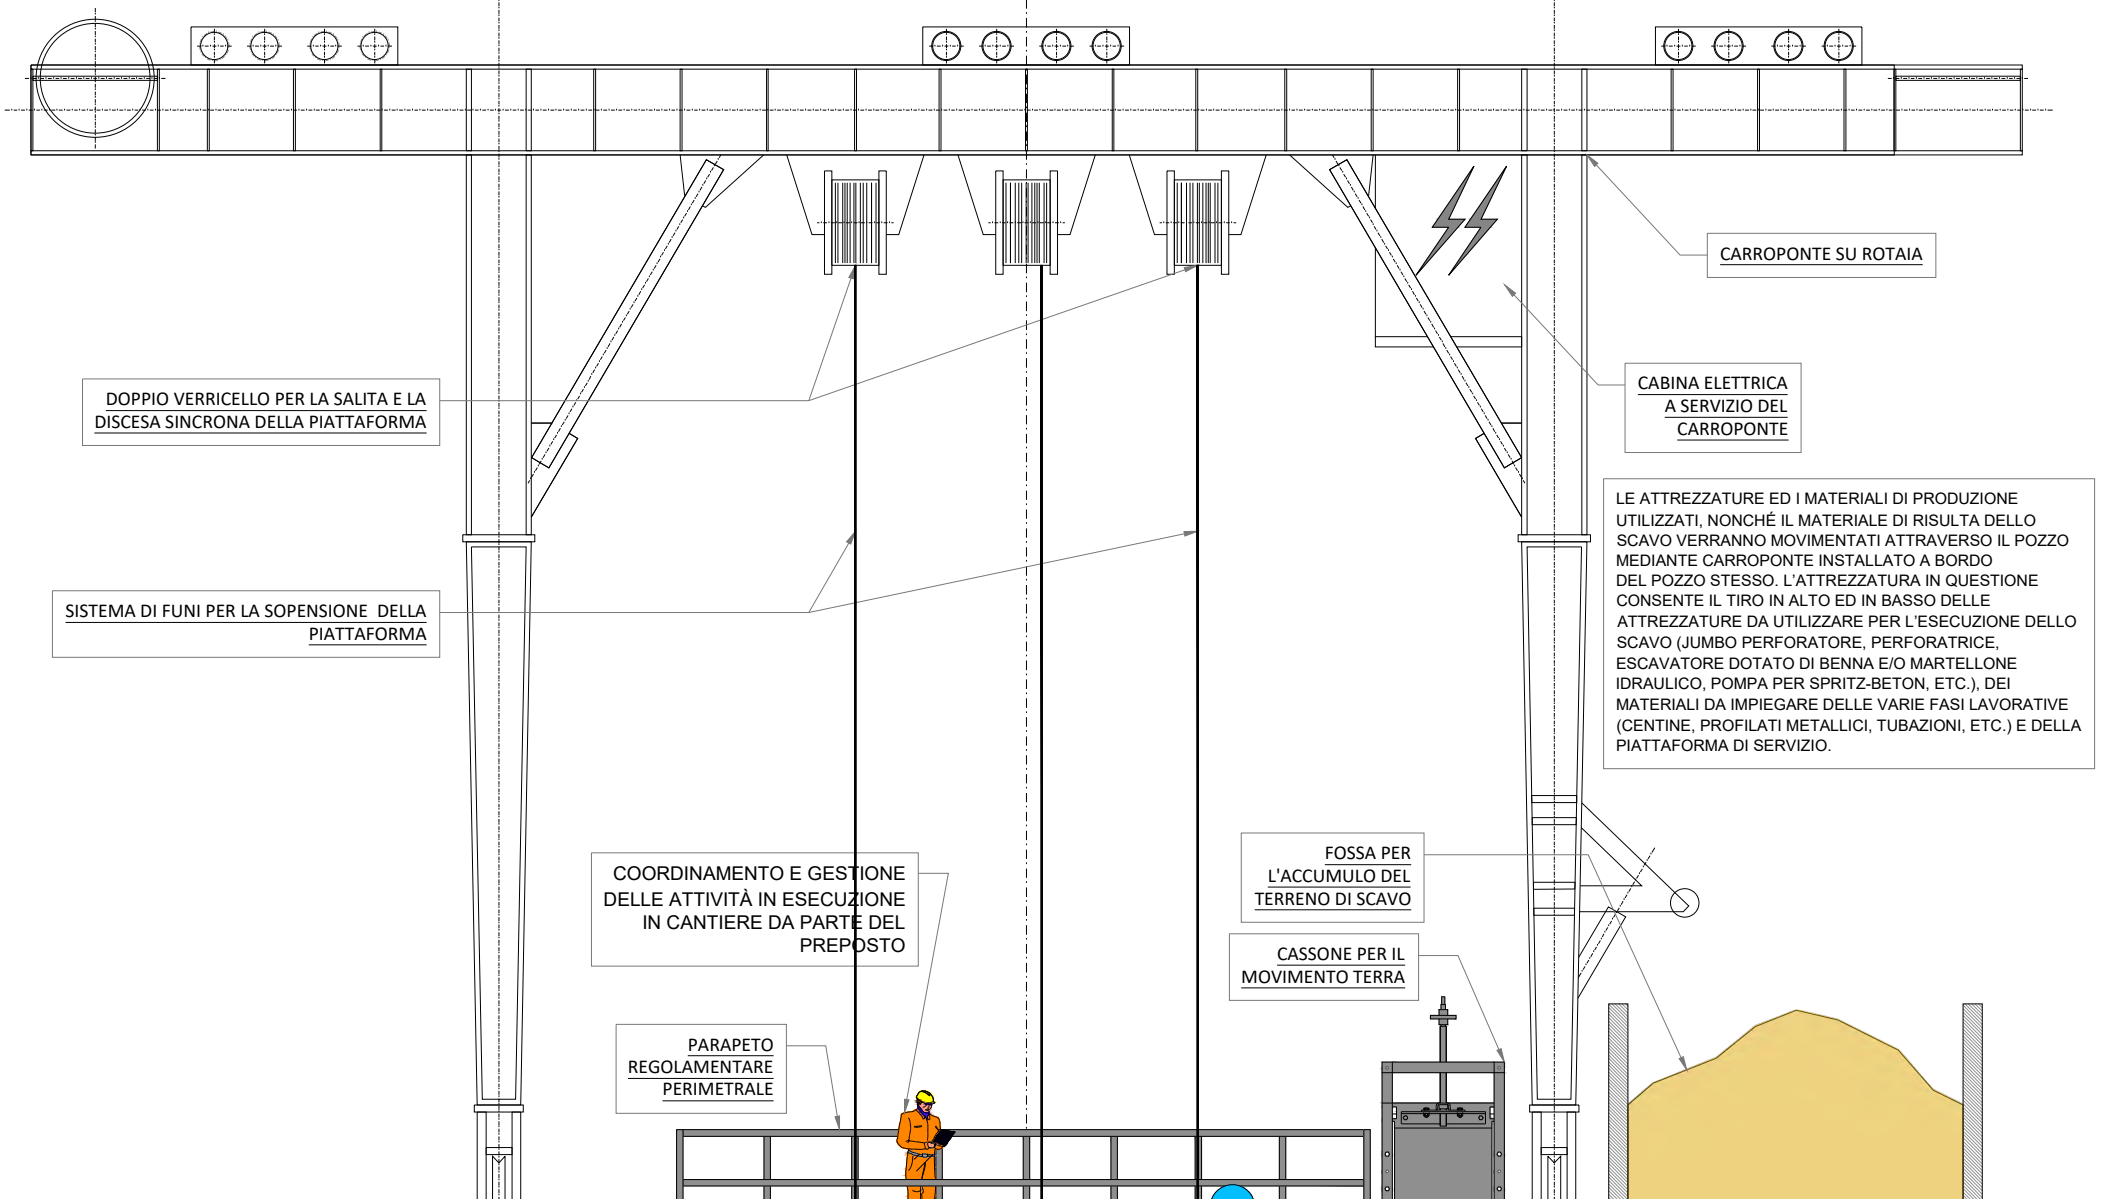 CARROPONTE SU ROTAIA
DOPPIO VERRICELLO PER LA SALITA E LA
DISCESA SINCRONA DELLA PIATTAFORMA
CABINA ELETTRICA
A SERVIZIO DEL
CARROPONTE
LE ATTREZZATURE ED I MATERIALI DI PRODUZIONE
UTILIZZATI, NONCHÉ IL MATERIALE DI RISULTA DELLO
SCAVO VERRANNO MOVIMENTATI ATTRAVERSO IL POZZO
MEDIANTE CARROPONTE INSTALLATO A BORDO
DEL POZZO STESSO. L'ATTREZZATURA IN QUESTIONE
CONSENTE IL TIRO IN ALTO ED IN BASSO DELLE
ATTREZZATURE DA UTILIZZARE PER L'ESECUZIONE DELLO
SCAVO (JUMBO PERFORATORE, PERFORATRICE,
ESCAVATORE DOTATO DI BENNA E/O MARTELLONE
IDRAULICO, POMPA PER SPRITZ-BETON, ETC.), DEI
MATERIALI DA IMPIEGARE DELLE VARIE FASI LAVORATIVE
(CENTINE, PROFILATI METALLICI, TUBAZIONI, ETC.) E DELLA
PIATTAFORMA DI SERVIZIO.
SISTEMA DI FUNI PER LA SOPENSIONE DELLA
PIATTAFORMA
COORDINAMENTO E GESTIONE
DELLE ATTIVITÀ IN ESECUZIONE
IN CANTIERE DA PARTE DEL
PREPOSTO
FOSSA PER
L'ACCUMULO DEL
TERRENO DI SCAVO
CASSONE PER IL
MOVIMENTO TERRA
PARAPETO
REGOLAMENTARE
PERIMETRALE